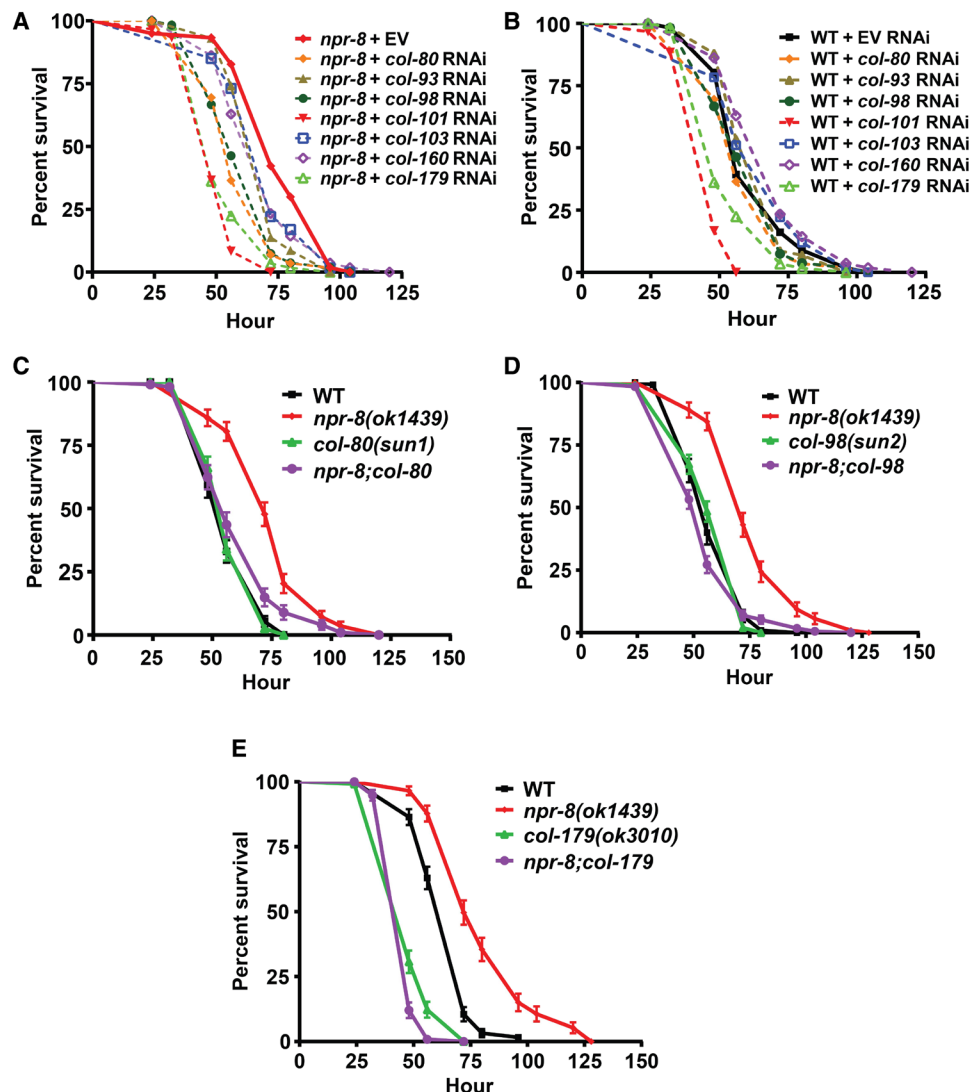 A
Percent survival
100
75
50
25
0
0 25 50 75 100 125
Hour
npr-8 + EV
npr-8 + col-80 RNAi
npr-8 + col-93 RNAi
npr-8 + col-98 RNAi
npr-8 + col-101 RNAi
npr-8 + col-103 RNAi
npr-8 + col-160 RNAi
npr-8 + col-179 RNAi
B
Percent survival
100
75
50
25
0
0 25 50 75 100 125
Hour
WT + EV RNAi
WT + col-80 RNAi
WT + col-93 RNAi
WT + col-98 RNAi
WT + col-101 RNAi
WT + col-103 RNAi
WT + col-160 RNAi
WT + col-179 RNAi
C
Percent survival
100
75
50
25
0
0 25 50 75 100 125 150
Hour
WT
npr-8(ok1439)
col-80(sun1)
npr-8;col-80
D
Percent survival
100
75
50
25
0
0 25 50 75 100 125 150
Hour
WT
npr-8(ok1439)
col-98(sun2)
npr-8;col-98
E
Percent survival
100
75
50
25
0
0 25 50 75 100 125 150
Hour
WT
npr-8(ok1439)
col-179(ok3010)
npr-8;col-179